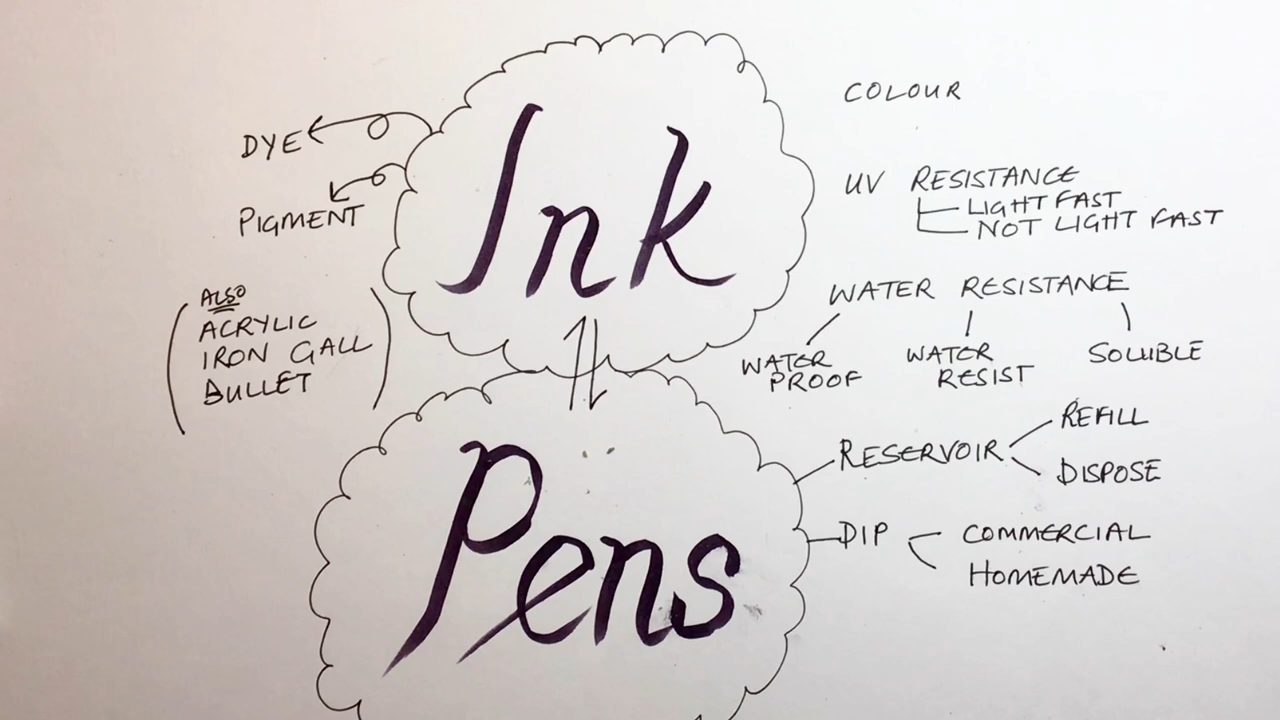 Ink
DYE
PIGMENT
ALSO
ACRYLIC
IRON GALL
BULLET
COLOUR
UV RESISTANCE
LIGHT FAST
NOT LIGHT FAST
WATER RESISTANCE
WATER PROOF
WATER RESIST
SOLUBLE
Pens
RESERVOIR
REFILL
DISPOSE
DIP
COMMERCIAL
HOMEMADE